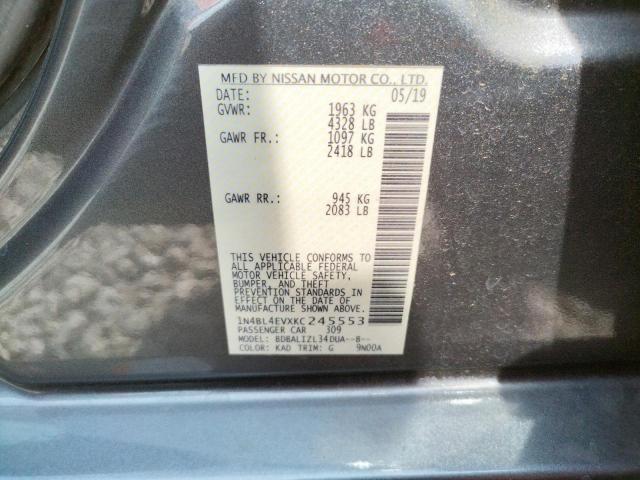 MFD BY NISSAN MOTOR CO., LTD.
DATE: 05/19
GVWR: 1963 KG
4328 LB
GAWR FR.: 1097 KG
2418 LB
GAWR RR.: 945 KG
2083 LB
THIS VEHICLE CONFORMS TO
ALL APPLICABLE FEDERAL
MOTOR VEHICLE SAFETY,
BUMPER, AND THEFT
PREVENTION STANDARDS IN
EFFECT ON THE DATE OF
MANUFACTURE SHOWN ABOVE.
1N4BL4EVXKC245553
PASSENGER CAR 309
MODEL: BDBALIZL34DUA--8--
COLOR: KAD TRIM: G 9N00A